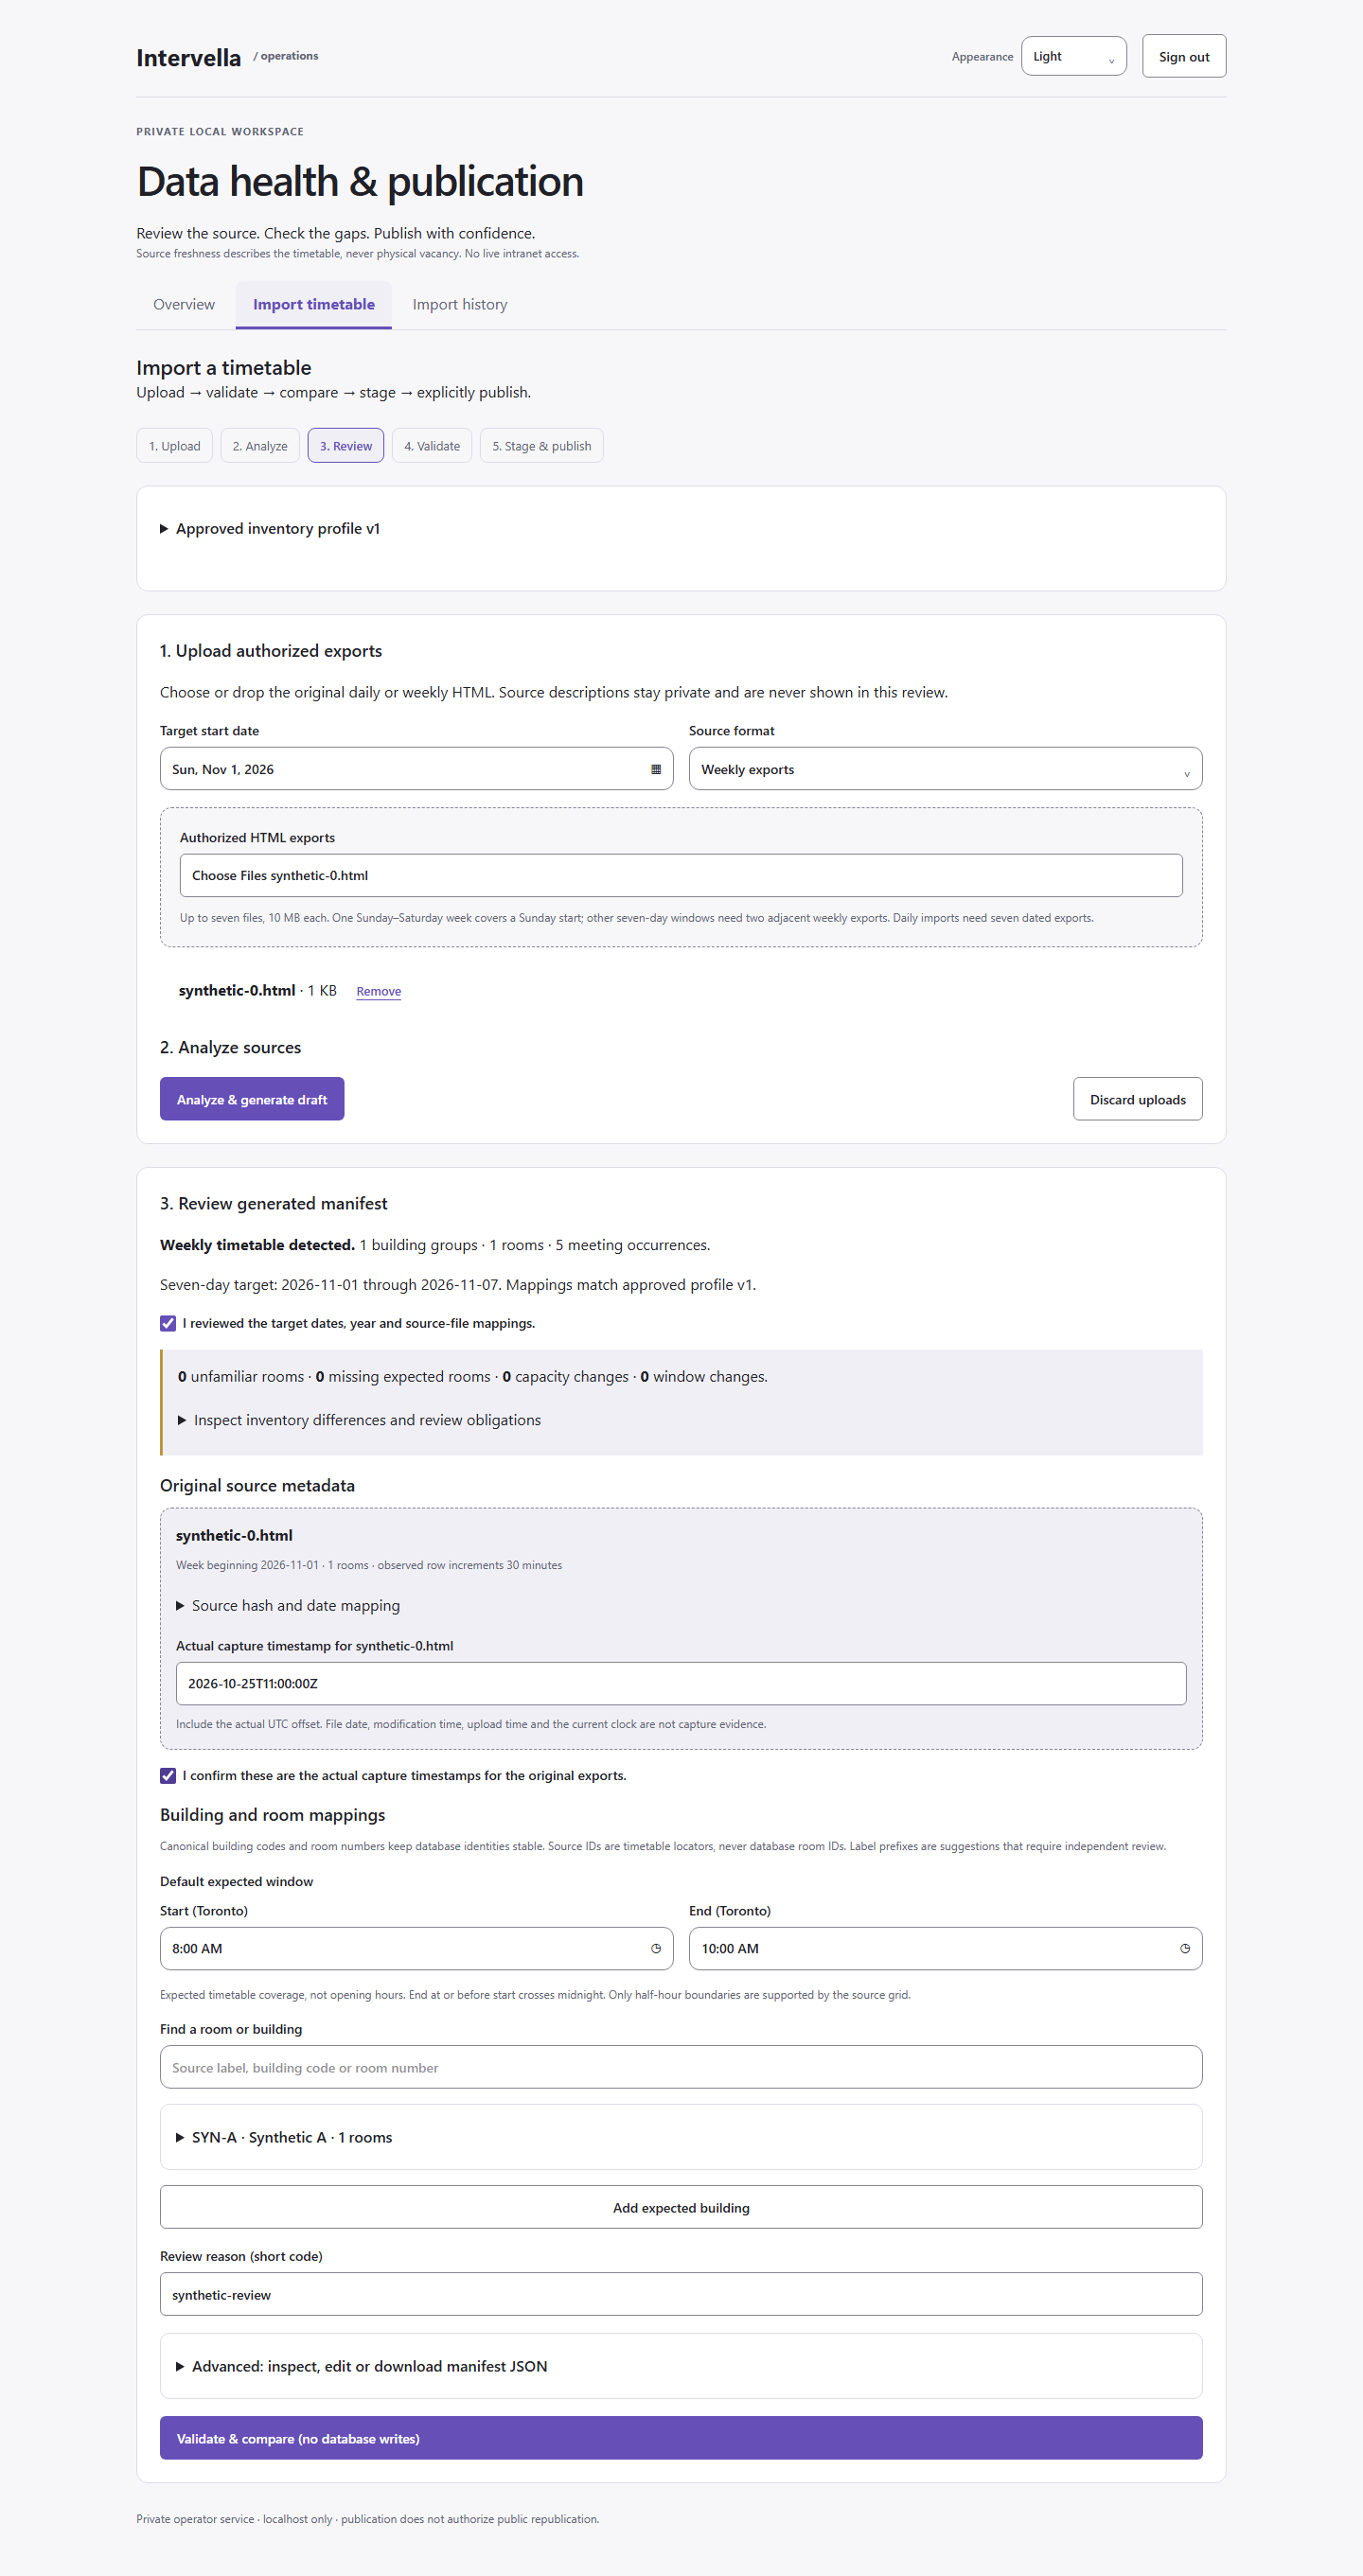 Intervella / operations
Appearance Light Sign out
PRIVATE LOCAL WORKSPACE
Data health & publication
Review the source. Check the gaps. Publish with confidence.
Source freshness describes the timetable, never physical vacancy. No live intranet access.
Overview Import timetable Import history
Import a timetable
Upload → validate → compare → stage → explicitly publish.
1. Upload 2. Analyze 3. Review 4. Validate 5. Stage & publish
Approved inventory profile v1
1. Upload authorized exports
Choose or drop the original daily or weekly HTML. Source descriptions stay private and are never shown in this review.
Target start date Source format
Sun, Nov 1, 2026 Weekly exports
Authorized HTML exports
Choose Files synthetic-0.html
Up to seven files, 10 MB each. One Sunday–Saturday week covers a Sunday start; other seven-day windows need two adjacent weekly exports. Daily imports need seven dated exports.
synthetic-0.html · 1 KB Remove
2. Analyze sources
Analyze & generate draft Discard uploads
3. Review generated manifest
Weekly timetable detected. 1 building groups · 1 rooms · 5 meeting occurrences.
Seven-day target: 2026-11-01 through 2026-11-07. Mappings match approved profile v1.
I reviewed the target dates, year and source-file mappings.
0 unfamiliar rooms · 0 missing expected rooms · 0 capacity changes · 0 window changes.
Inspect inventory differences and review obligations
Original source metadata
synthetic-0.html
Week beginning 2026-11-01 · 1 rooms · observed row increments 30 minutes
Source hash and date mapping
Actual capture timestamp for synthetic-0.html
2026-10-25T11:00:00Z
Include the actual UTC offset. File date, modification time, upload time and the current clock are not capture evidence.
I confirm these are the actual capture timestamps for the original exports.
Building and room mappings
Canonical building codes and room numbers keep database identities stable. Source IDs are timetable locators, never database room IDs. Label prefixes are suggestions that require independent review.
Default expected window
Start (Toronto) End (Toronto)
8:00 AM 10:00 AM
Expected timetable coverage, not opening hours. End at or before start crosses midnight. Only half-hour boundaries are supported by the source grid.
Find a room or building
Source label, building code or room number
SYN-A · Synthetic A · 1 rooms
Add expected building
Review reason (short code)
synthetic-review
Advanced: inspect, edit or download manifest JSON
Validate & compare (no database writes)
Private operator service · localhost only · publication does not authorize public republication.